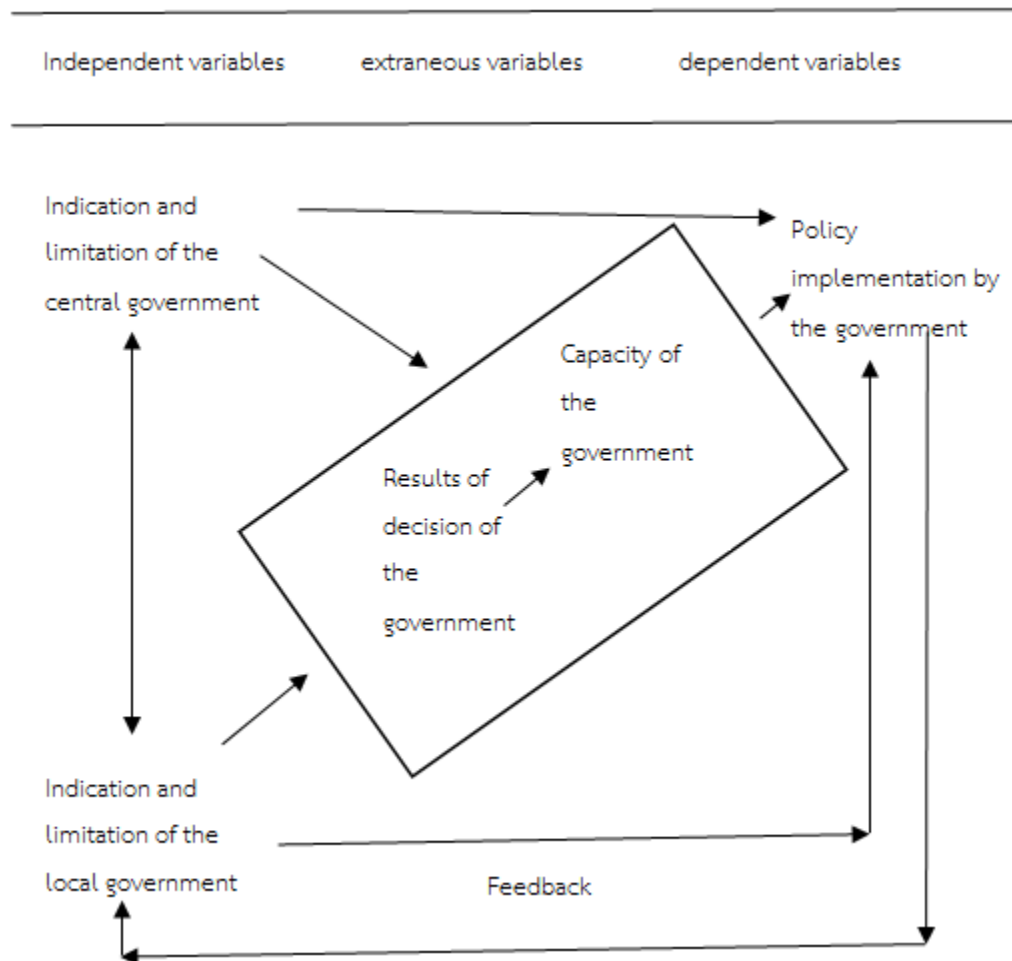 Independent variables extraneous variables dependent variables
Indication and
limitation of the
central government
Policy
implementation by
the government
Capacity of
the
government
Results of
decision of
the
government
Indication and
limitation of the
local government
Feedback